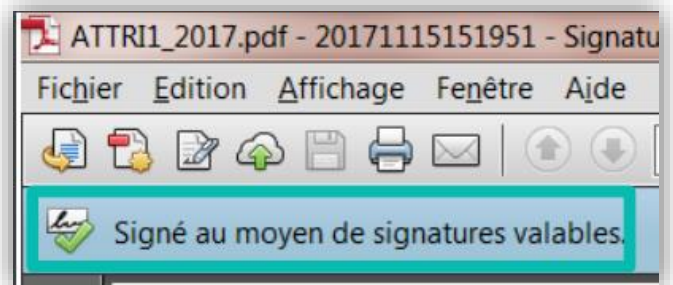 ATTRI1_2017.pdf - 20171115151951 - Signatu
Fichier Edition Affichage Fenêtre Aide
Signé au moyen de signatures valables.